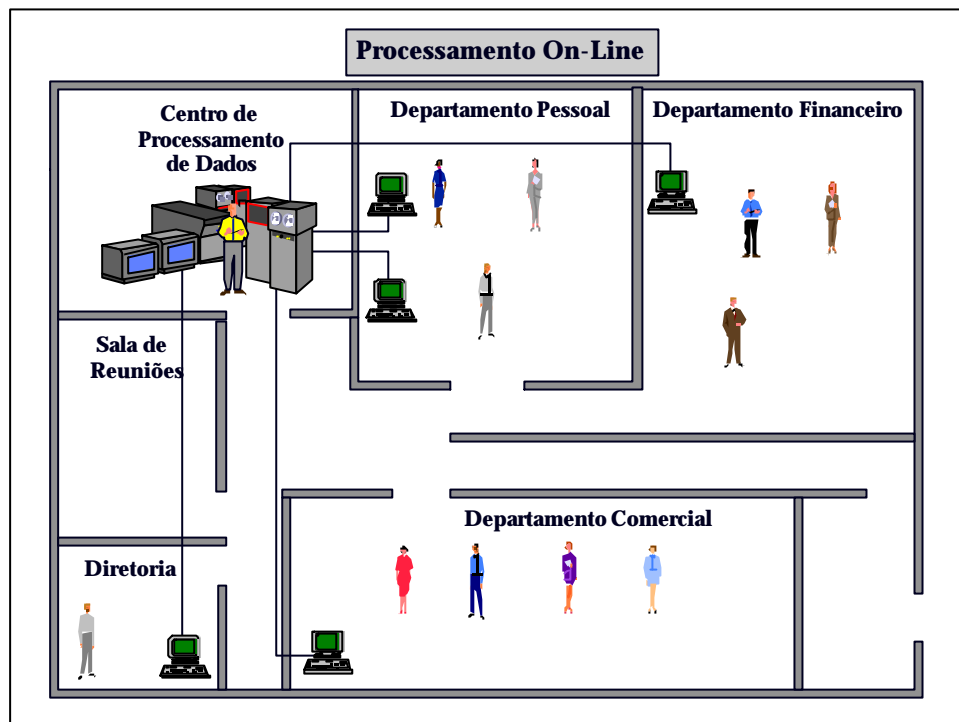 Processamento On-Line
Centro de
Processamento
de Dados
Departamento Pessoal
Departamento Financeiro
Sala de
Reuniões
Departamento Comercial
Diretoria